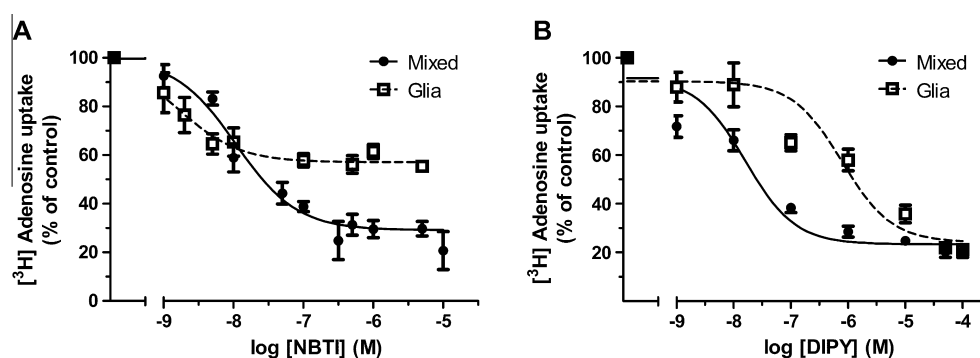 A
[³H] Adenosine uptake
(% of control)
100
80
60
40
20
0
-9
-8
-7
-6
-5
log [NBTI] (M)
Mixed
Glia
B
[³H] Adenosine uptake
(% of control)
100
80
60
40
20
-9
-8
-7
-6
-5
-4
log [DIPY] (M)
Mixed
Glia